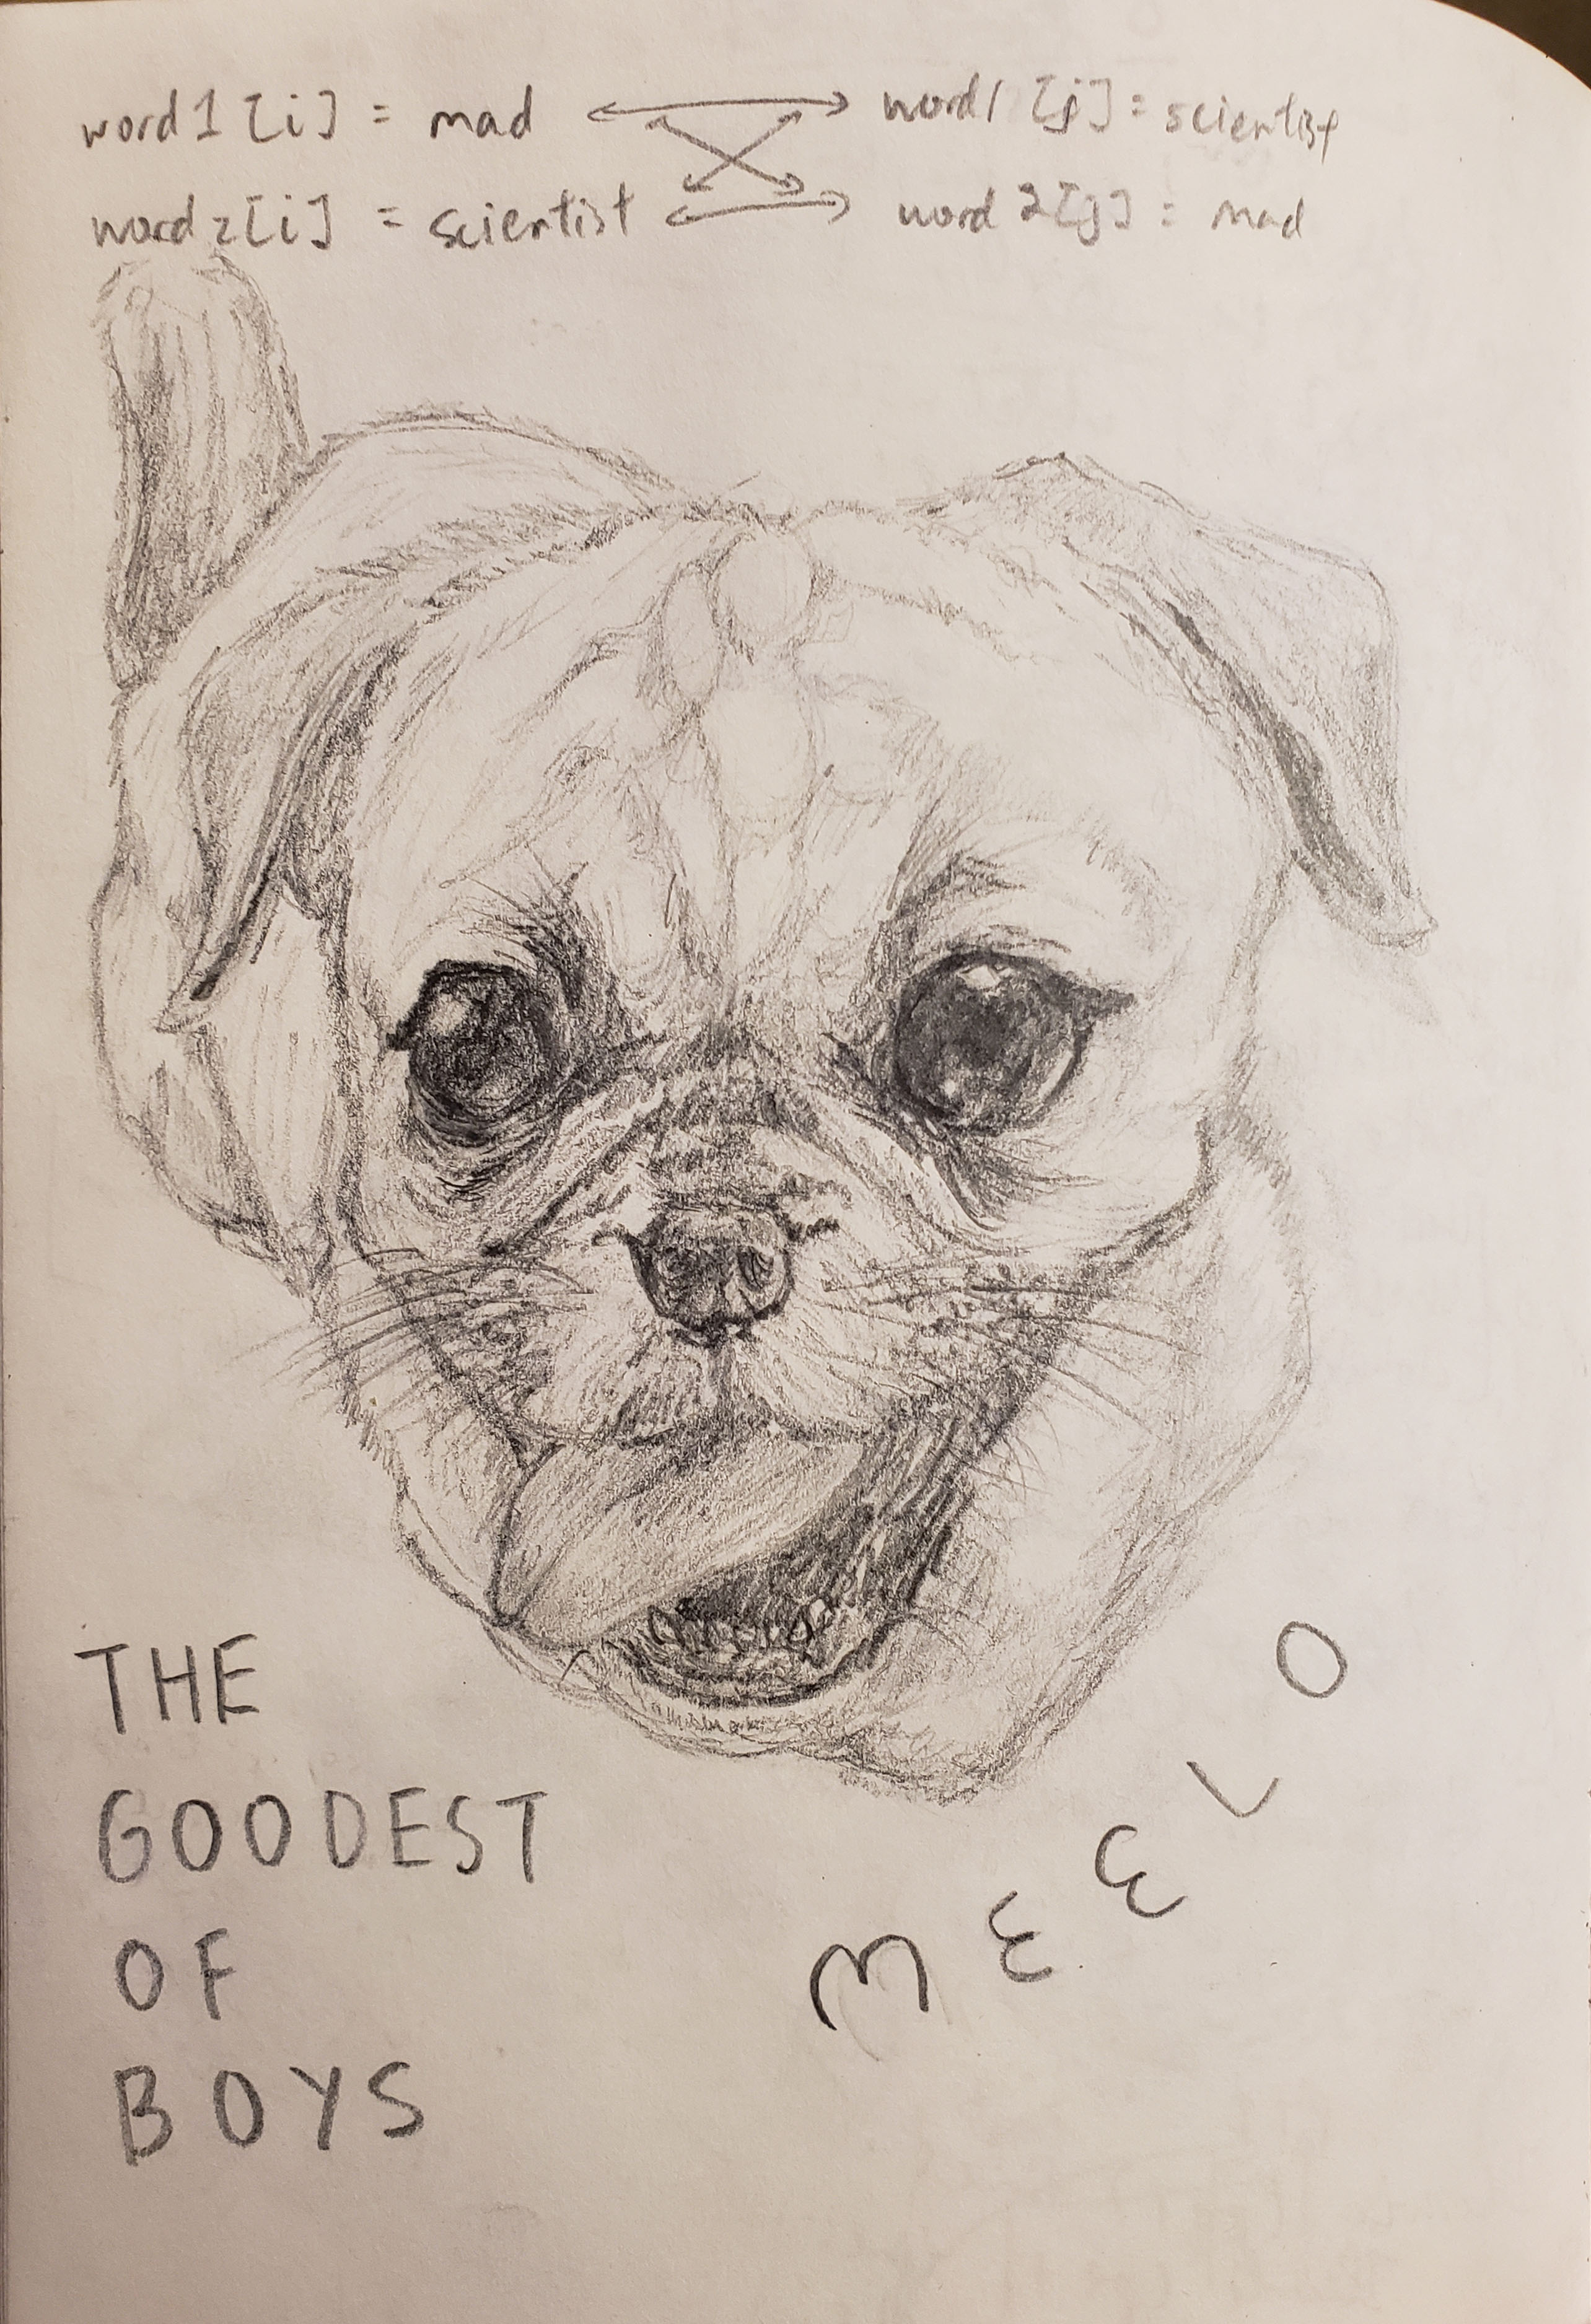 word1[i] = mad word1[j] = scientist
word2[i] = scientist word2[j] = mad
THE
GOODEST
OF
BOYS
MEELO